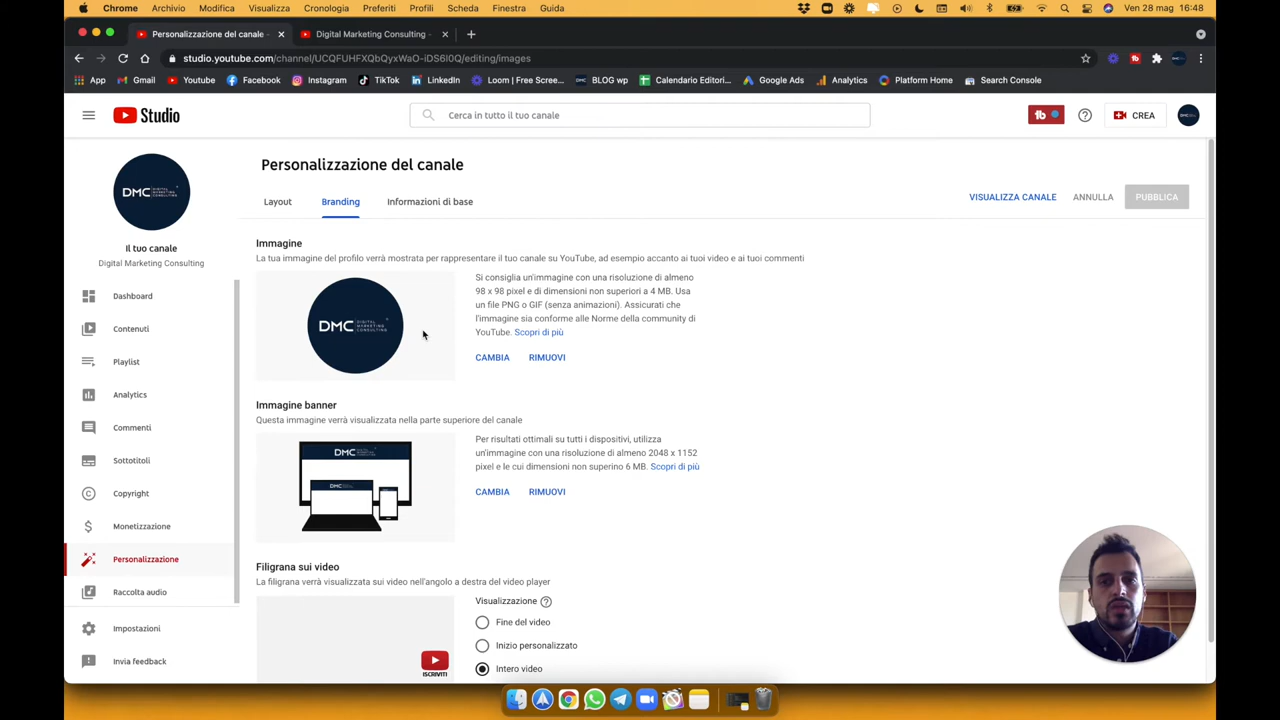 Chrome Archivio Modifica Visualizza Cronologia Preferiti Profili Scheda Finestra Guida Ven 28 mag 16:48
Personalizzazione del canale Digital Marketing Consulting -
studio.youtube.com/channel/UCQFUHFXQbQyxWaO-iDS6I0Q/editing/images
App Gmail Youtube Facebook Instagram TikTok LinkedIn Loom | Free Scree... BLOG wp Calendario Editori... Google Ads Analytics Platform Home Search Console
Studio
Cerca in tutto il tuo canale
tb
CREA
DMC DIGITAL MARKETING CONSULTING
Il tuo canale
Digital Marketing Consulting
Dashboard
Contenuti
Playlist
Analytics
Commenti
Sottotitoli
Copyright
Monetizzazione
Personalizzazione
Raccolta audio
Impostazioni
Invia feedback
Personalizzazione del canale
Layout Branding Informazioni di base
VISUALIZZA CANALE ANNULLA PUBBLICA
Immagine
La tua immagine del profilo verrà mostrata per rappresentare il tuo canale su YouTube, ad esempio accanto ai tuoi video e ai tuoi commenti
DMC DIGITAL MARKETING CONSULTING
Si consiglia un'immagine con una risoluzione di almeno
98 x 98 pixel e di dimensioni non superiori a 4 MB. Usa
un file PNG o GIF (senza animazioni). Assicurati che
l'immagine sia conforme alle Norme della community di
YouTube. Scopri di più
CAMBIA RIMUOVI
Immagine banner
Questa immagine verrà visualizzata nella parte superiore del canale
DMC
Per risultati ottimali su tutti i dispositivi, utilizza
un'immagine con una risoluzione di almeno 2048 x 1152
pixel e le cui dimensioni non superino 6 MB. Scopri di più
CAMBIA RIMUOVI
Filigrana sui video
La filigrana verrà visualizzata sui video nell'angolo a destra del video player
ISCRIVITI
Visualizzazione
Fine del video
Inizio personalizzato
Intero video